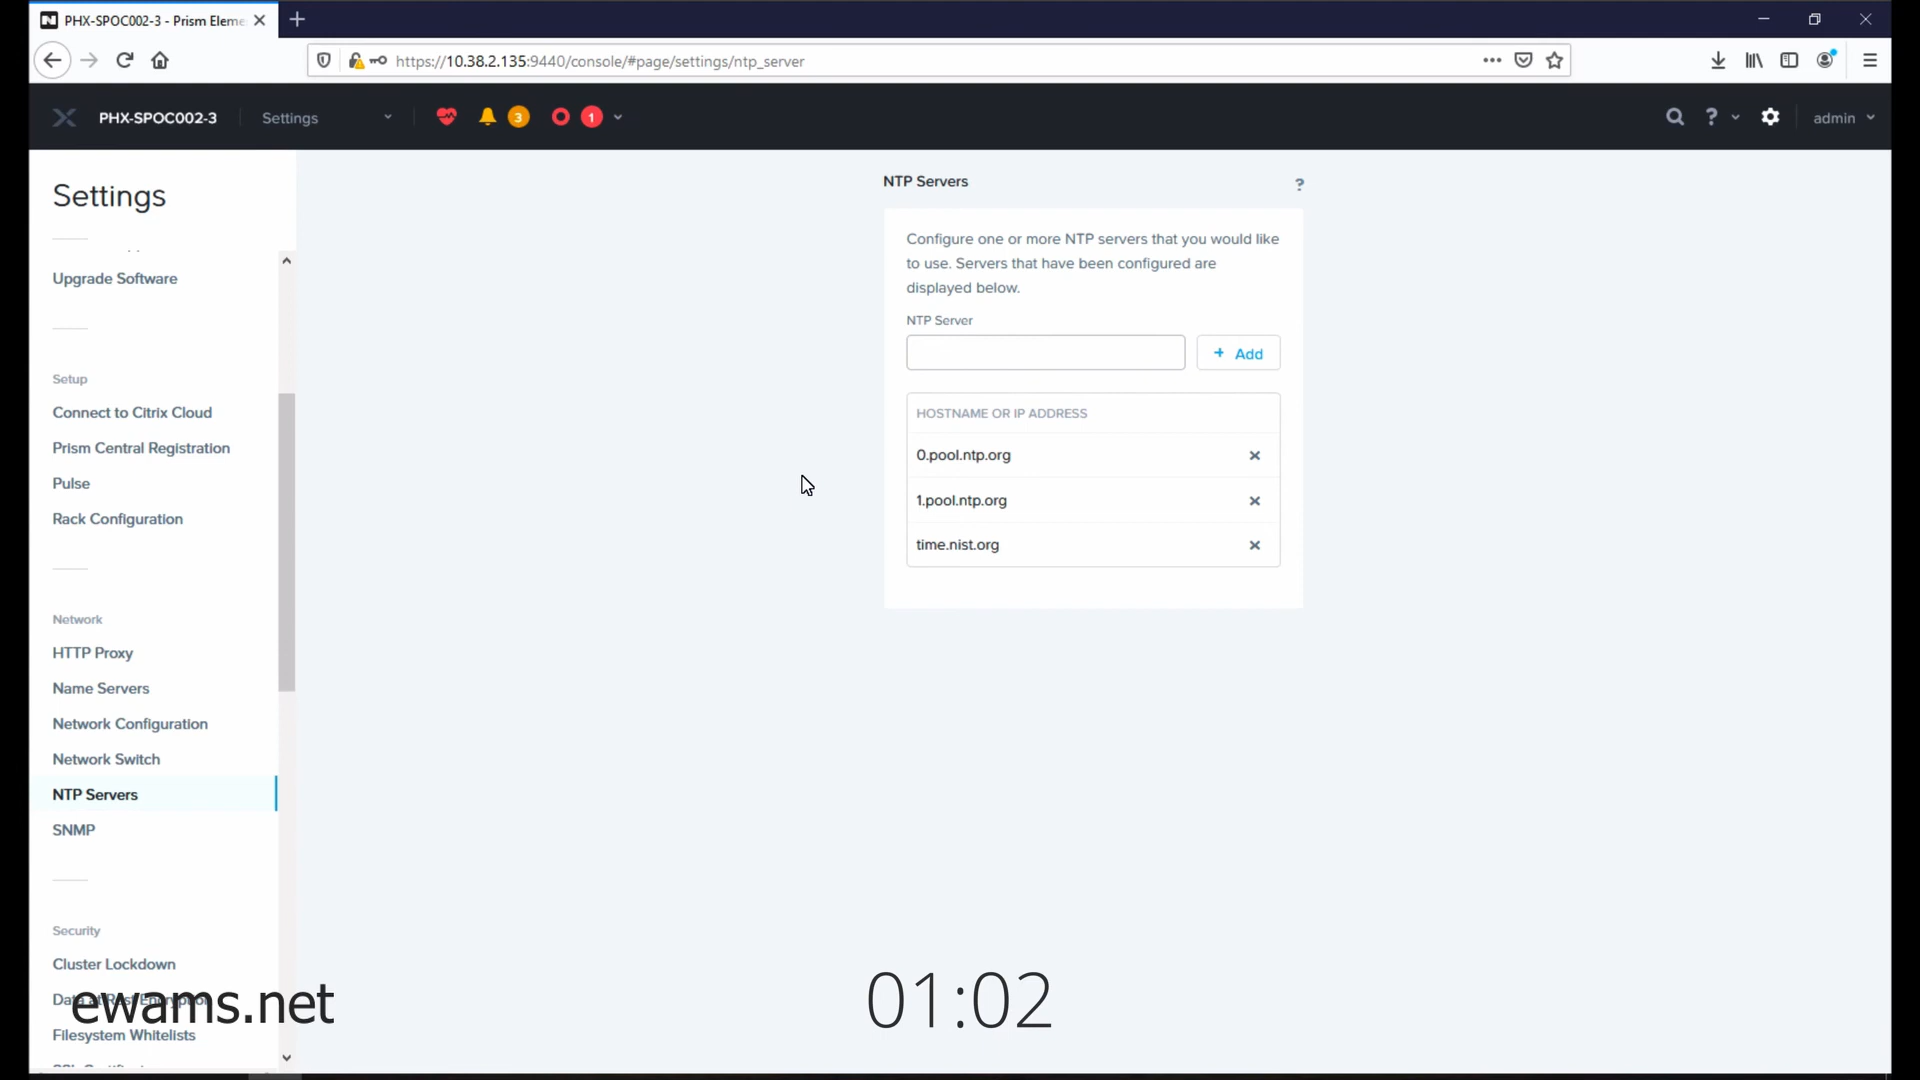 PHX-SPOC002-3 - Prism Eleme
https://10.38.2.135:9440/console/#page/settings/ntp_server
PHX-SPOC002-3
Settings
3
1
?
admin
Settings
Upgrade Software
Setup
Connect to Citrix Cloud
Prism Central Registration
Pulse
Rack Configuration
Network
HTTP Proxy
Name Servers
Network Configuration
Network Switch
NTP Servers
SNMP
Security
Cluster Lockdown
Data at Rest Encryption
ewams.net
Filesystem Whitelists
NTP Servers
?
Configure one or more NTP servers that you would like
to use. Servers that have been configured are
displayed below.
NTP Server
+ Add
HOSTNAME OR IP ADDRESS
0.pool.ntp.org
1.pool.ntp.org
time.nist.org
01:02